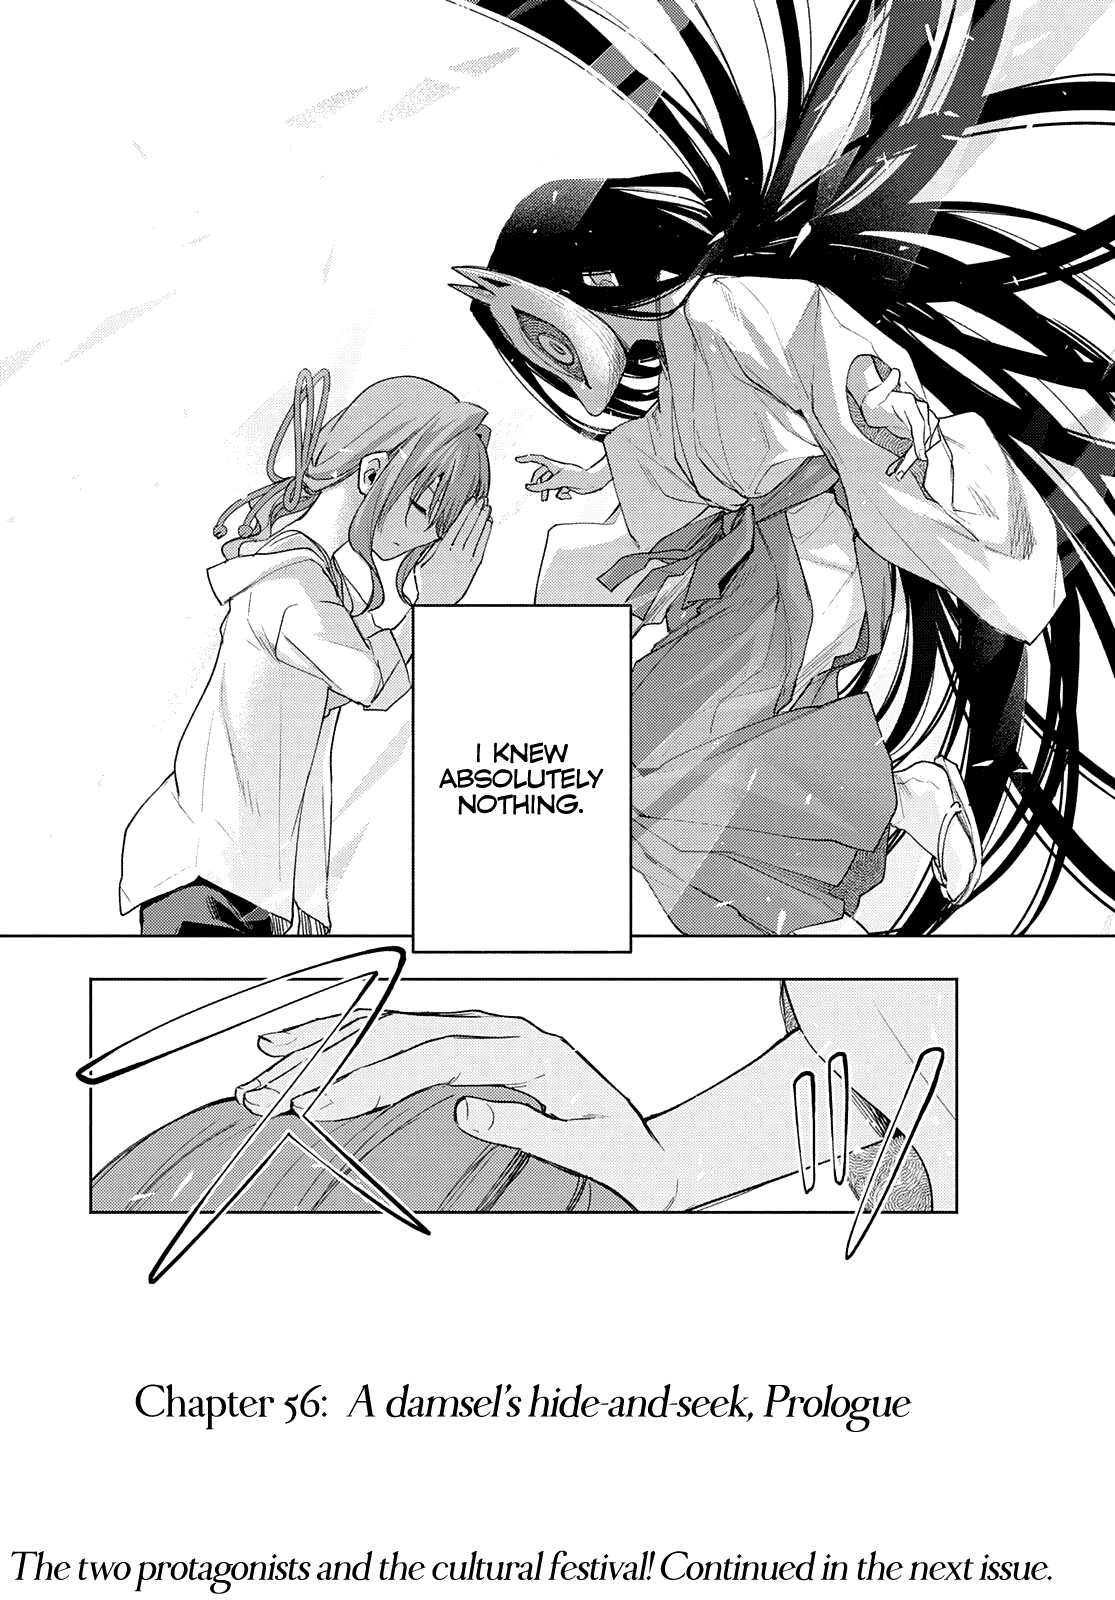 I KNEW
ABSOLUTELY
NOTHING.
Chapter 56: A damsel's hide-and-seek, Prologue
The two protagonists and the cultural festival! Continued in the next issue.